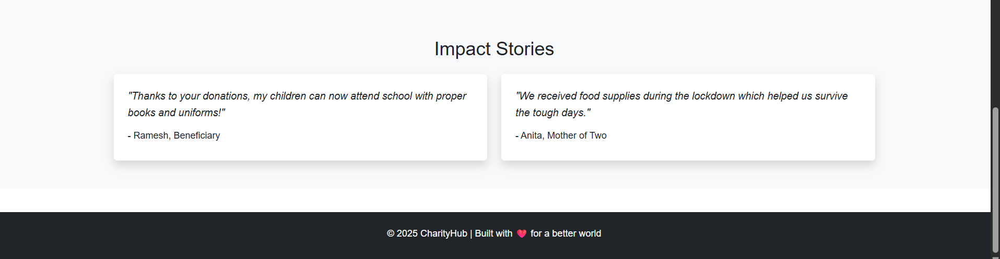 Impact Stories
"Thanks to your donations, my children can now attend school with proper
books and uniforms!"
- Ramesh, Beneficiary
"We received food supplies during the lockdown which helped us survive
the tough days."
- Anita, Mother of Two
© 2025 CharityHub | Built with ❤️ for a better world